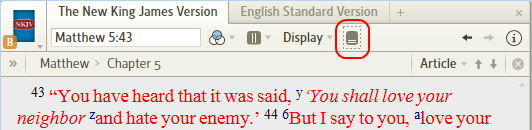 The New King James Version English Standard Version +
NKJV
B Matthew 5:43 Display
» Matthew › Chapter 5 Article
43 “You have heard that it was said, y ‘You shall love your
neighbor z and hate your enemy.’ 44 6 But I say to you, a love your